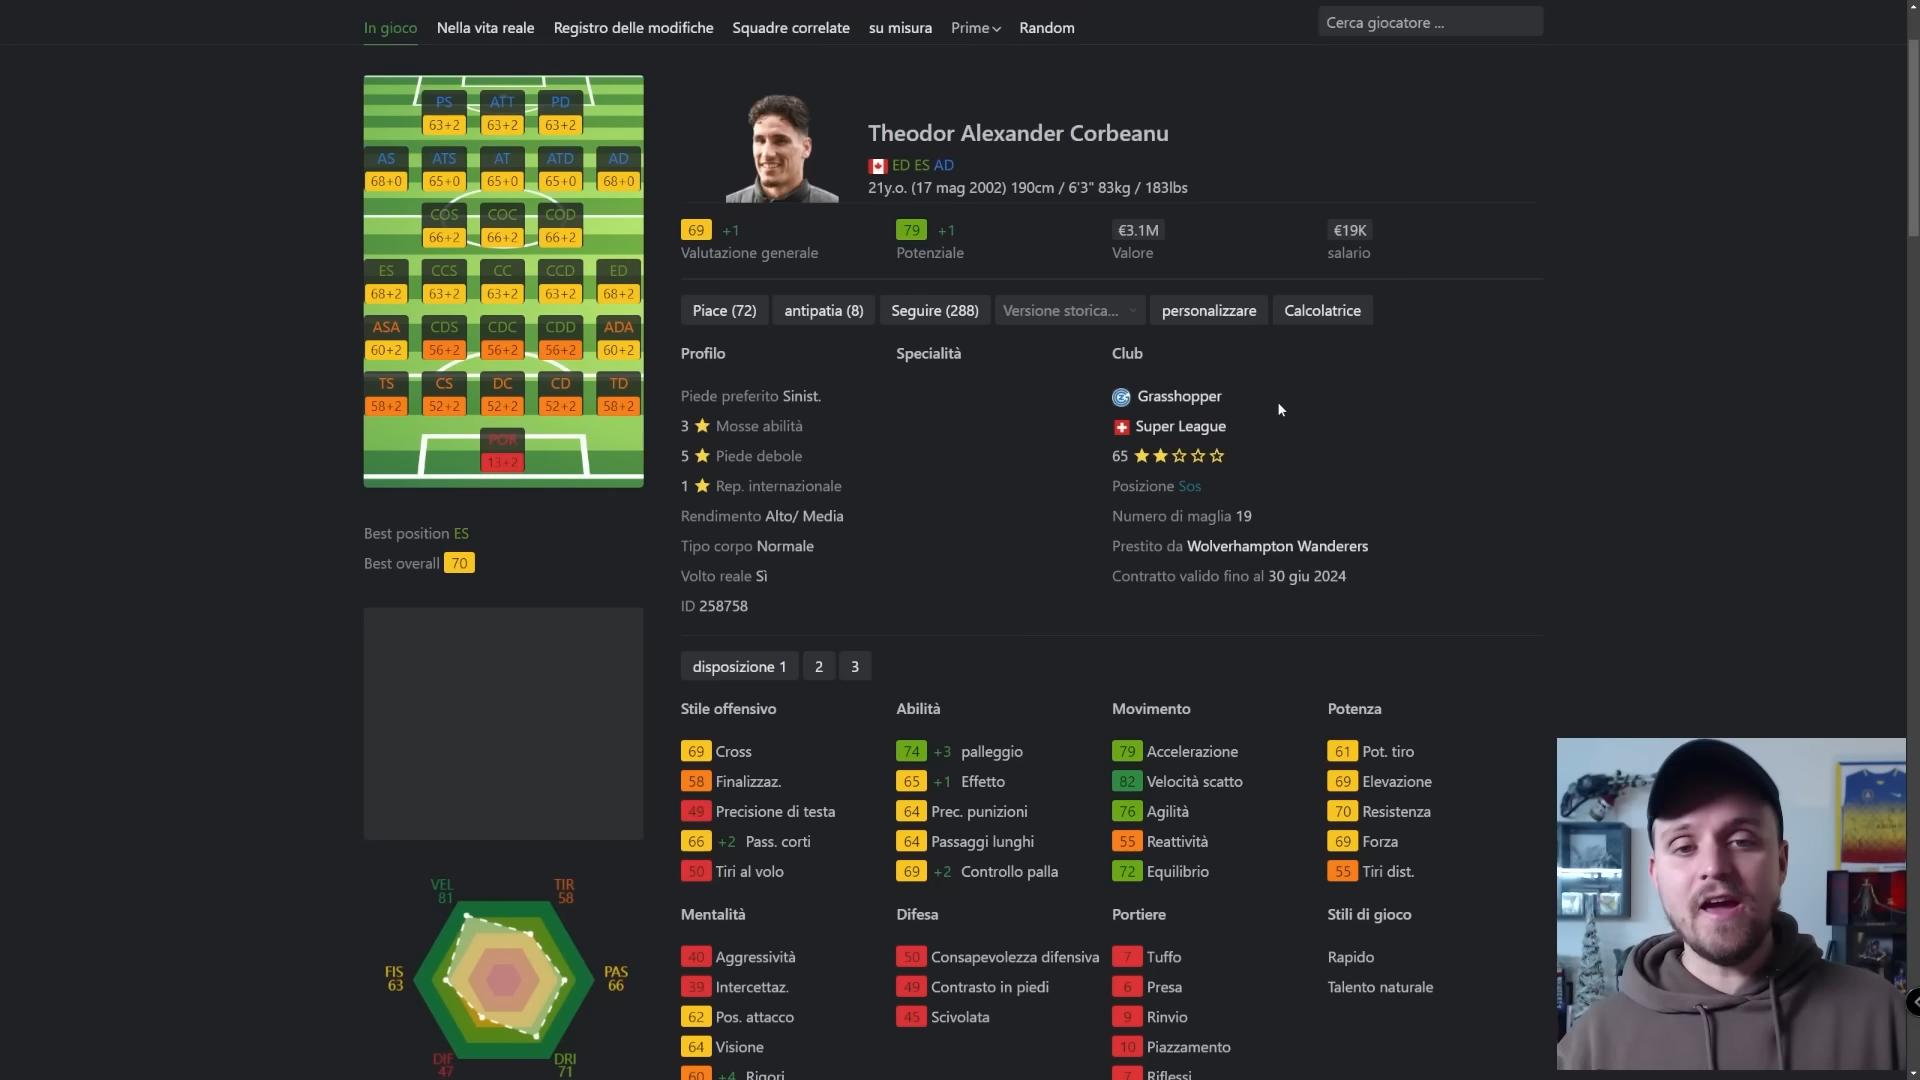 In gioco Nella vita reale Registro delle modifiche Squadre correlate su misura Prime Random
Cerca giocatore ...
PS ATT PD
63+2 63+2 63+2
AS ATS AT ATD AD
68+0 65+0 65+0 65+0 68+0
COS COC COD
66+2 66+2 66+2
ES CCS CC CCD ED
68+2 63+2 63+2 63+2 68+2
ASA CDS CDC CDD ADA
60+2 56+2 56+2 56+2 60+2
TS CS DC CD TD
58+2 52+2 52+2 52+2 58+2
POR
13+2
Best position ES
Best overall 70
VEL
81
TIR
58
FIS
63
PAS
66
DIF
47
DRI
71
Theodor Alexander Corbeanu
ED ES AD
21y.o. (17 mag 2002) 190cm / 6'3" 83kg / 183lbs
69 +1
Valutazione generale
79 +1
Potenziale
€3.1M
Valore
€19K
salario
Piace (72) antipatia (8) Seguire (288) Versione storica... personalizzare Calcolatrice
Profilo
Piede preferito Sinist.
3 Mosse abilità
5 Piede debole
1 Rep. internazionale
Rendimento Alto/ Media
Tipo corpo Normale
Volto reale Sì
ID 258758
Specialità
Club
Grasshopper
Super League
65
Posizione Sos
Numero di maglia 19
Prestito da Wolverhampton Wanderers
Contratto valido fino al 30 giu 2024
disposizione 1 2 3
Stile offensivo
69 Cross
58 Finalizzaz.
49 Precisione di testa
66 +2 Pass. corti
50 Tiri al volo
Abilità
74 +3 palleggio
65 +1 Effetto
64 Prec. punizioni
64 Passaggi lunghi
69 +2 Controllo palla
Movimento
79 Accelerazione
82 Velocità scatto
76 Agilità
55 Reattività
72 Equilibrio
Potenza
61 Pot. tiro
69 Elevazione
70 Resistenza
69 Forza
55 Tiri dist.
Mentalità
40 Aggressività
39 Intercettaz.
62 Pos. attacco
64 Visione
60 +4 Rigori
Difesa
50 Consapevolezza difensiva
49 Contrasto in piedi
45 Scivolata
Portiere
7 Tuffo
6 Presa
9 Rinvio
10 Piazzamento
7 Riflessi
Stili di gioco
Rapido
Talento naturale